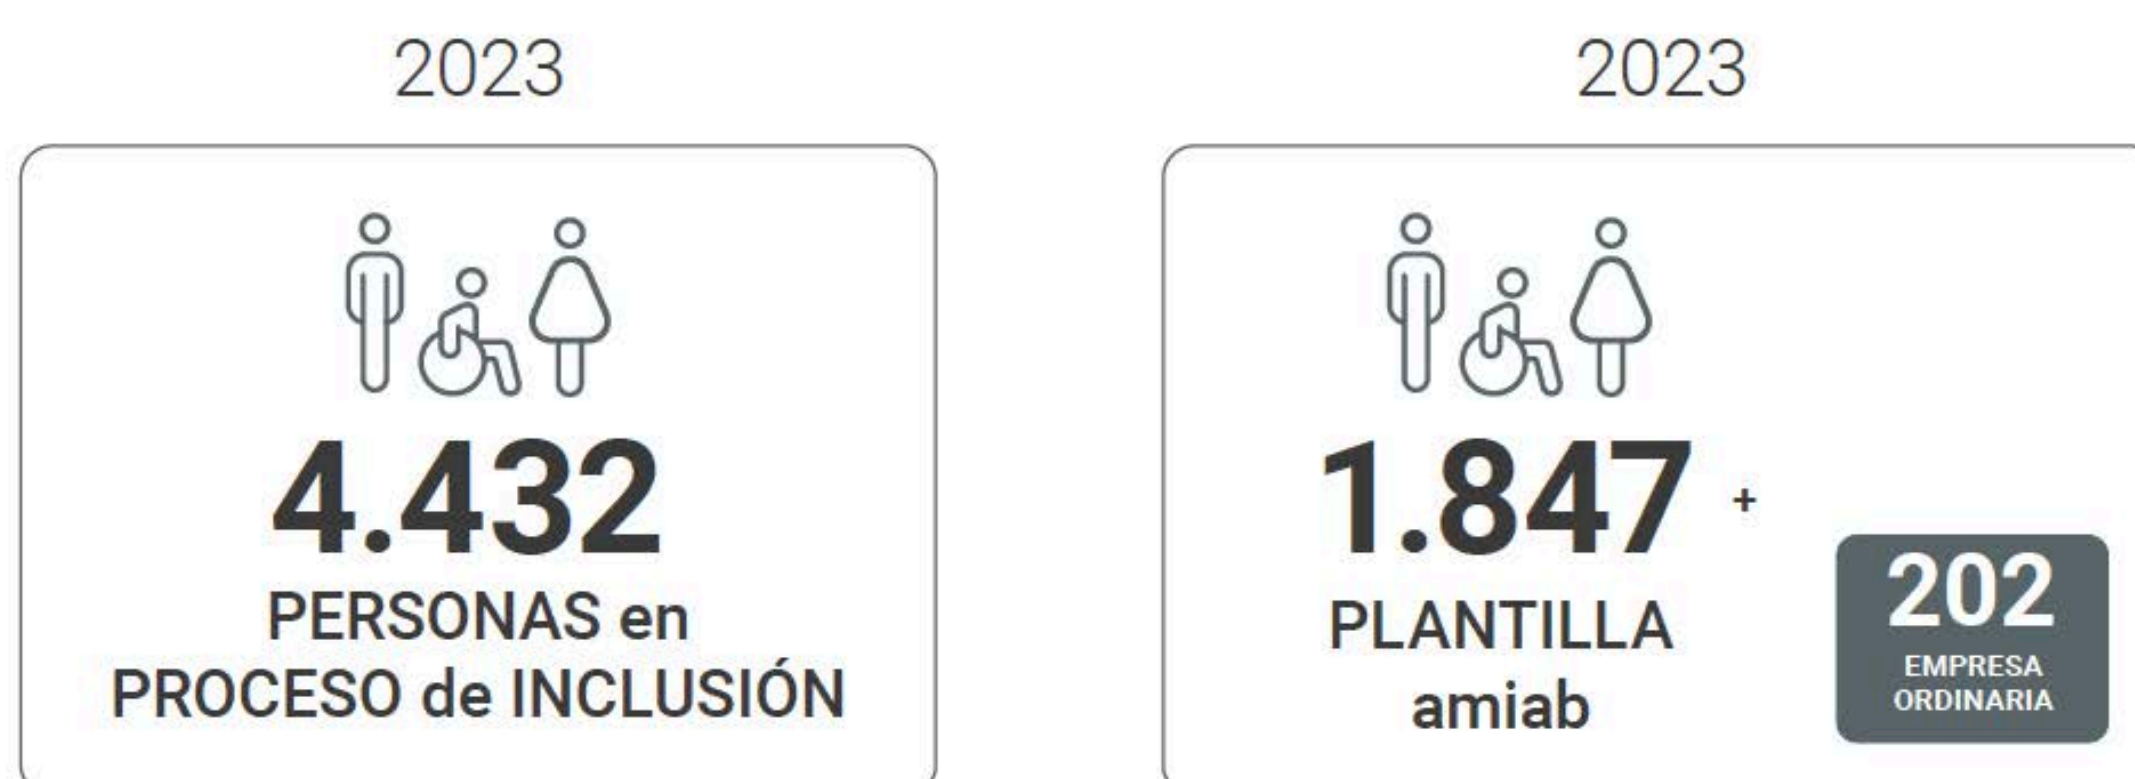 2023
4.432
PERSONAS en
PROCESO de INCLUSIÓN
2023
1.847 +
PLANTILLA
amiab
202
EMPRESA
ORDINARIA